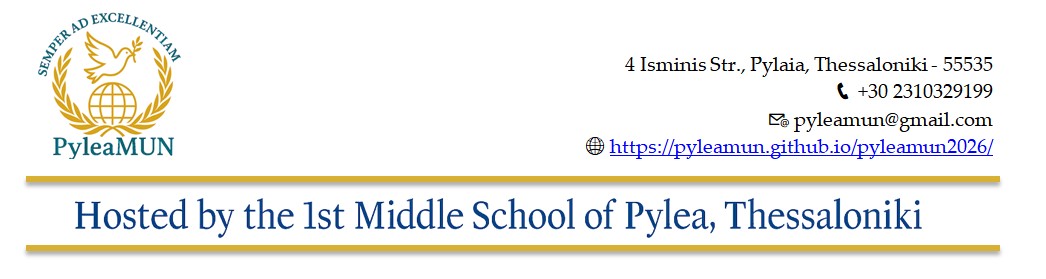 SEMPER AD EXCELLENTIAM
PyleaMUN
4 Isminis Str., Pylaia, Thessaloniki - 55535
+30 2310329199
pyleamun@gmail.com
https://pyleamun.github.io/pyleamun2026/
Hosted by the 1st Middle School of Pylea, Thessaloniki